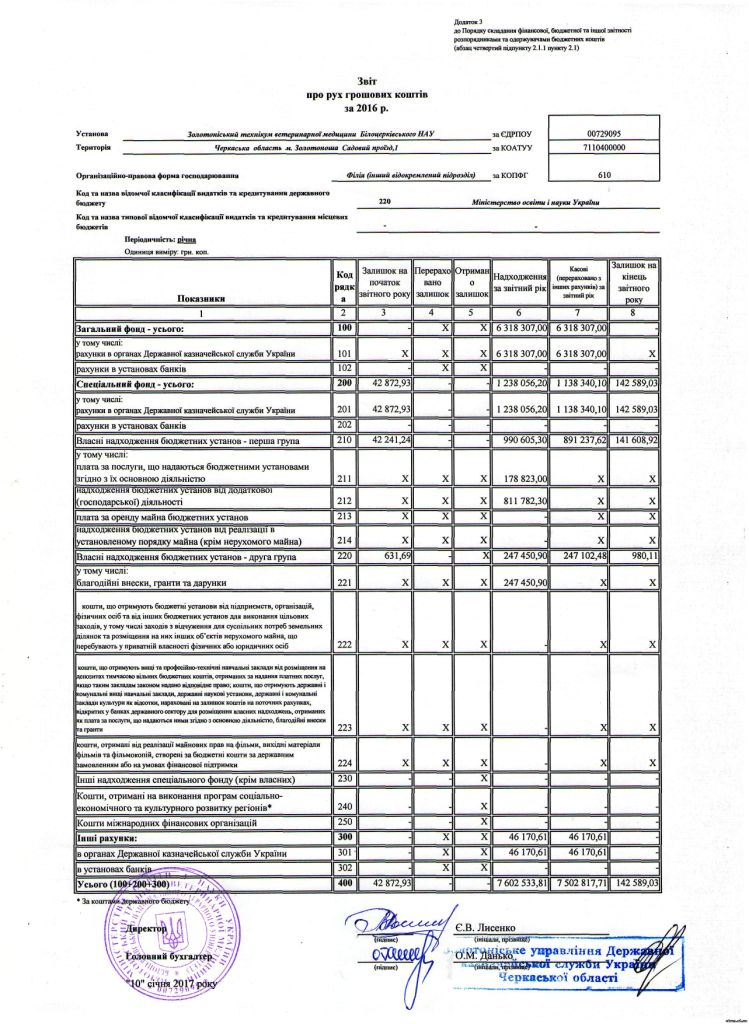 Додаток 3
до Порядку складання фінансової, бюджетної та іншої звітності
розпорядниками та одержувачами бюджетних коштів
(абзац четвертий підпункту 2.1.1 пункту 2.1)
Звіт
про рух грошових коштів
за 2016 р.
Установа Золотоніський технікум ветеринарної медицини Білоцерківського НАУ за ЄДРПОУ 00729095
Територія Черкаська область м. Золотоноша Садовий проїзд,1 за КОАТУУ 7110400000
Організаційно-правова форма господарювання Філія (інший відокремлений підрозділ) за КОПФГ 610
Код та назва відомчої класифікації видатків та кредитування державного
бюджету 220 Міністерство освіти і науки України
Код та назва типової відомчої класифікації видатків та кредитування місцевих
бюджетів - -
Періодичність: річна
Одиниця виміру: грн. коп.
Показники Код рядка Залишок на початок звітного року Перераховано залишок Отримано залишок Надходження за звітний рік Касові (перераховано з інших рахунків) за звітний рік Залишок на кінець звітного року
1 2 3 4 5 6 7 8
Загальний фонд - усього: 100 - X X 6 318 307,00 6 318 307,00 -
у тому числі:
рахунки в органах Державної казначейської служби України 101 X X X 6 318 307,00 6 318 307,00 X
рахунки в установах банків 102 - X X - - -
Спеціальний фонд - усього: 200 42 872,93 - - 1 238 056,20 1 138 340,10 142 589,03
у тому числі:
рахунки в органах Державної казначейської служби України 201 42 872,93 - - 1 238 056,20 1 138 340,10 142 589,03
рахунки в установах банків 202 - - - - - -
Власні надходження бюджетних установ - перша група 210 42 241,24 - - 990 605,30 891 237,62 141 608,92
у тому числі:
плата за послуги, що надаються бюджетними установами
згідно з їх основною діяльністю 211 X X X 178 823,00 X X
надходження бюджетних установ від додаткової
(господарської) діяльності 212 X X X 811 782,30 X X
плата за оренду майна бюджетних установ 213 X X X - X X
надходження бюджетних установ від реалізації в
установленому порядку майна (крім нерухомого майна) 214 X X X - X X
Власні надходження бюджетних установ - друга група 220 631,69 - X 247 450,90 247 102,48 980,11
у тому числі:
благодійні внески, гранти та дарунки 221 X X X 247 450,90 X X
кошти, що отримують бюджетні установи від підприємств, організацій,
фізичних осіб та від інших бюджетних установ для виконання цільових
заходів, у тому числі заходів з відчуження для суспільних потреб земельних
ділянок та розміщення на них інших об'єктів нерухомого майна, що
перебувають у приватній власності фізичних або юридичних осіб 222 X X X - X X
кошти, що отримують вищі та професійно-технічні навчальні заклади від розміщення на
депозитах тимчасово вільних бюджетних коштів, отриманих за надання платних послуг,
якщо таким закладам законом надано відповідне право; кошти, що отримують державні і
комунальні вищі навчальні заклади, державні наукові установи, державні і комунальні
заклади культури як відсотки, нараховані на залишок коштів на поточних рахунках,
відкритих у банках державного сектору для розміщення власних надходжень, отриманих
як плата за послуги, що надаються ними згідно з основною діяльністю, благодійні внески
та гранти 223 X X X - X X
кошти, отримані від реалізації майнових прав на фільми, вихідні матеріали
фільмів та фільмокопій, створені за бюджетні кошти за державним
замовленням або на умовах фінансової підтримки 224 X X X - X X
Інші надходження спеціального фонду (крім власних) 230 - - X - - -
Кошти, отримані на виконання програм соціально-
економічного та культурного розвитку регіонів* 240 - - X - - -
Кошти міжнародних фінансових організацій 250 - - X - - -
Інші рахунки: 300 - X X 46 170,61 46 170,61 -
в органах Державної казначейської служби України 301 - X X 46 170,61 46 170,61 -
в установах банків 302 - X X - - -
Усього (100+200+300) 400 42 872,93 - - 7 602 533,81 7 502 817,71 142 589,03
* За коштами державного бюджету
Директор Є.В. Лисенко
(підпис) (ініціали, прізвище)
Головний бухгалтер О.М. Данько
(підпис) (ініціали, прізвище)
управління Державної
казначейської служби України
Черкаської області
"10" січня 2017 року